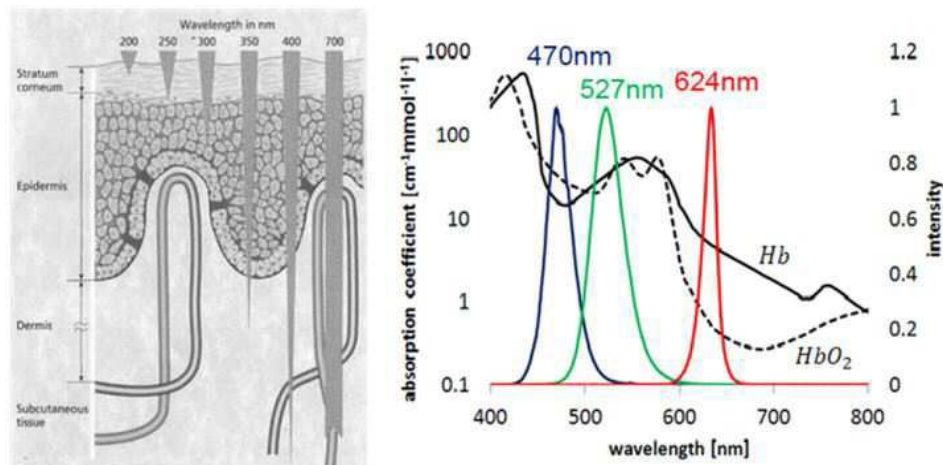 Wavelength in nm
200 250 300 350 400 700
Stratum
corneum
Epidermis
Dermis
Subcutaneous
tissue
absorption coefficient [cm⁻¹mmol⁻¹l⁻¹]
1000
100
10
1
0.1
470nm
527nm
624nm
Hb
HbO₂
1.2
1
0.8
0.6
0.4
0.2
0
intensity
400 500 600 700 800
wavelength [nm]